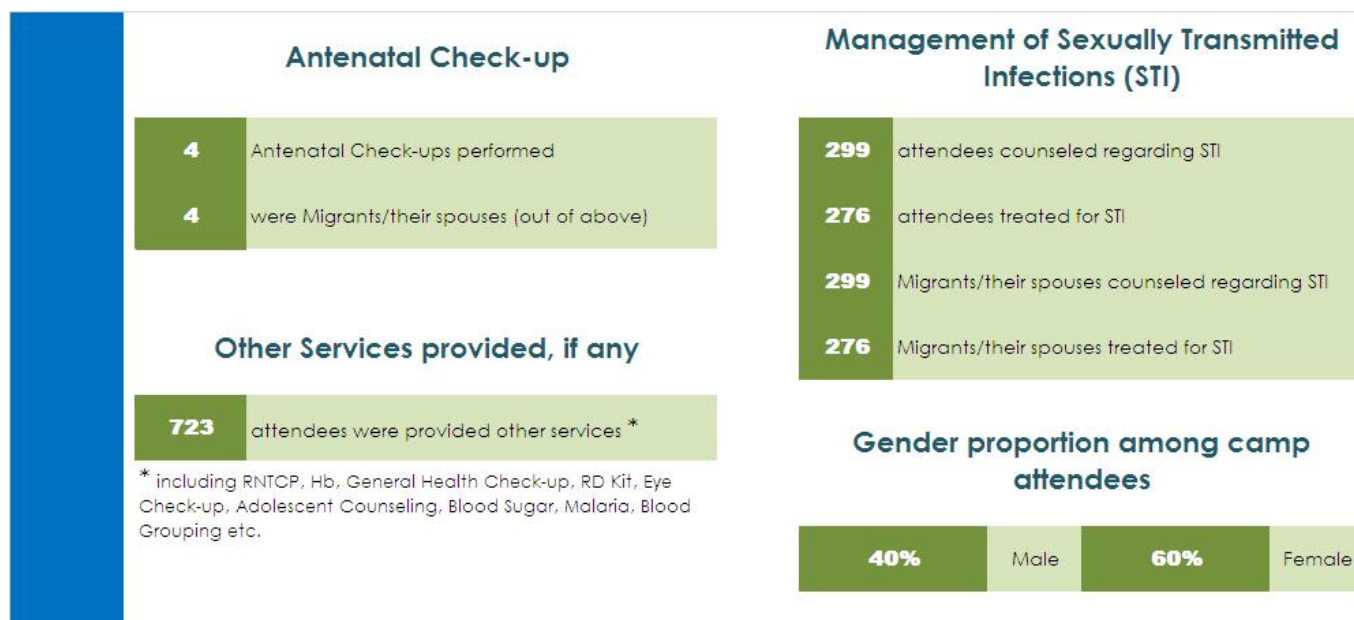 Antenatal Check-up
4 Antenatal Check-ups performed
4 were Migrants/their spouses (out of above)
Other Services provided, if any
723 attendees were provided other services *
* including RNTCP, Hb, General Health Check-up, RD Kit, Eye
Check-up, Adolescent Counseling, Blood Sugar, Malaria, Blood
Grouping etc.
Management of Sexually Transmitted
Infections (STI)
299 attendees counseled regarding STI
276 attendees treated for STI
299 Migrants/their spouses counseled regarding STI
276 Migrants/their spouses treated for STI
Gender proportion among camp
attendees
40% Male 60% Female